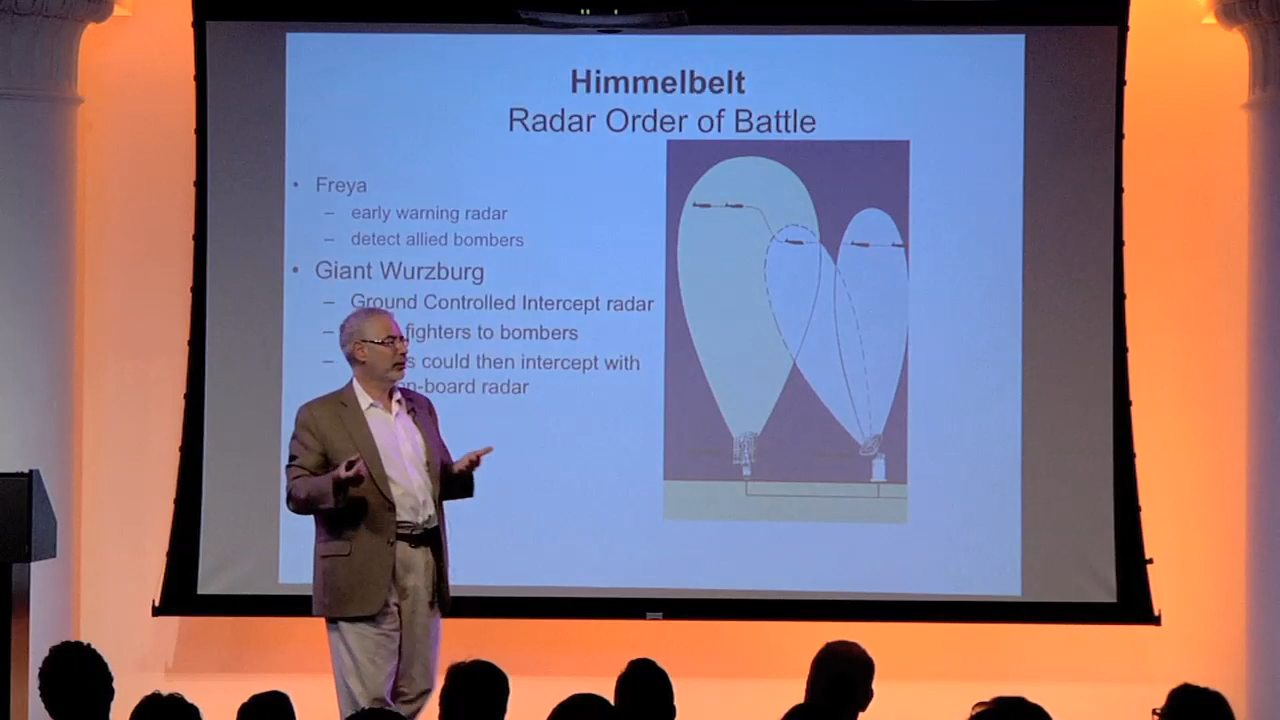 Himmelbelt
Radar Order of Battle
• Freya
– early warning radar
– detect allied bombers
• Giant Wurzburg
– Ground Controlled Intercept radar
– fighters to bombers
– could then intercept with
on-board radar